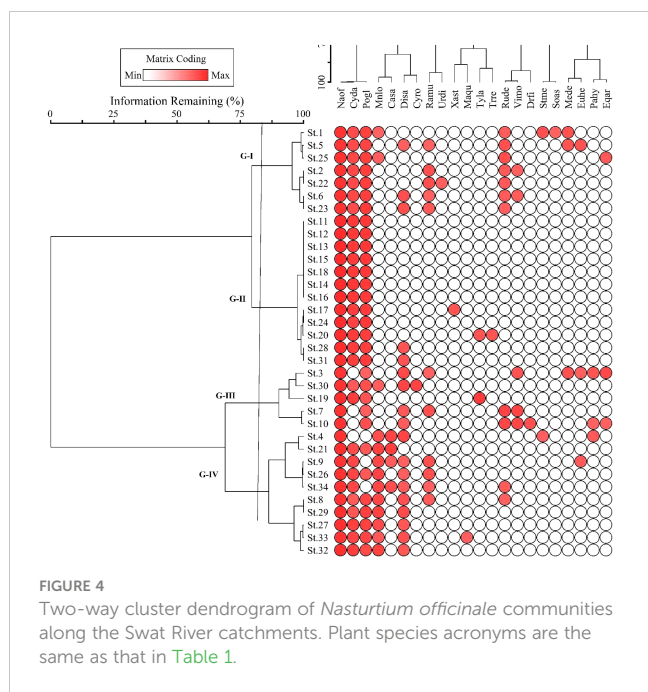 Matrix Coding
Min Max
Information Remaining (%)
0 25 50 75 100
100
Naof Cyda Pogl Mnlo Casa Disa Cyro Ramu Urdi Xast Maqu Tyla Trre Rude Vimo Drfi Stme Soas Mede Euhe Pahy Eqar
G-I
G-II
G-III
G-IV
St.1
St.5
St.25
St.2
St.22
St.6
St.23
St.11
St.12
St.13
St.15
St.18
St.14
St.16
St.17
St.24
St.20
St.28
St.31
St.3
St.30
St.19
St.7
St.10
St.4
St.21
St.9
St.26
St.34
St.8
St.29
St.27
St.33
St.32
FIGURE 4
Two-way cluster dendrogram of Nasturtium officinale communities
along the Swat River catchments. Plant species acronyms are the
same as that in Table 1.